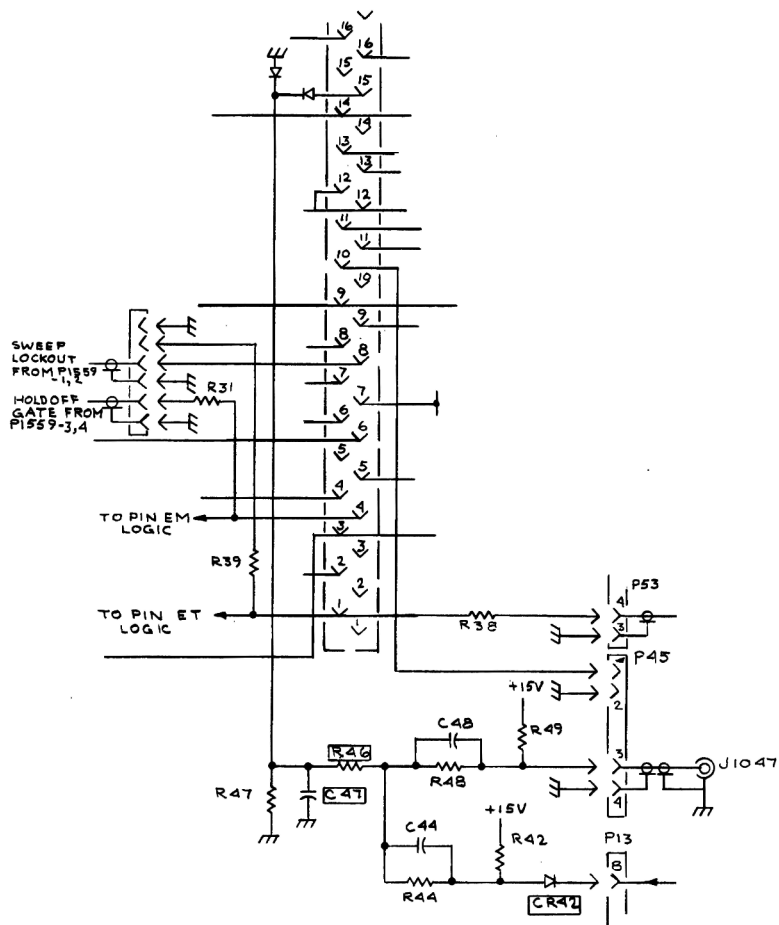 16
16
15
15
14
14
13
13
12
12
11
11
10
19
9
9
8
8
7
7
6
6
5
5
4
4
3
3
2
2
1
1
SWEEP
LOCKOUT
FROM P1559
-1,2
HOLDOFF
GATE FROM
P1559-3,4
R31
TO PIN EM
LOGIC
R39
TO PIN ET
LOGIC
R38
P53
4
3
P45
2
+15V
R49
C48
R46
R48
3
4
J1047
R47
C47
+15V
C44
R42
R44
CR42
P13
8